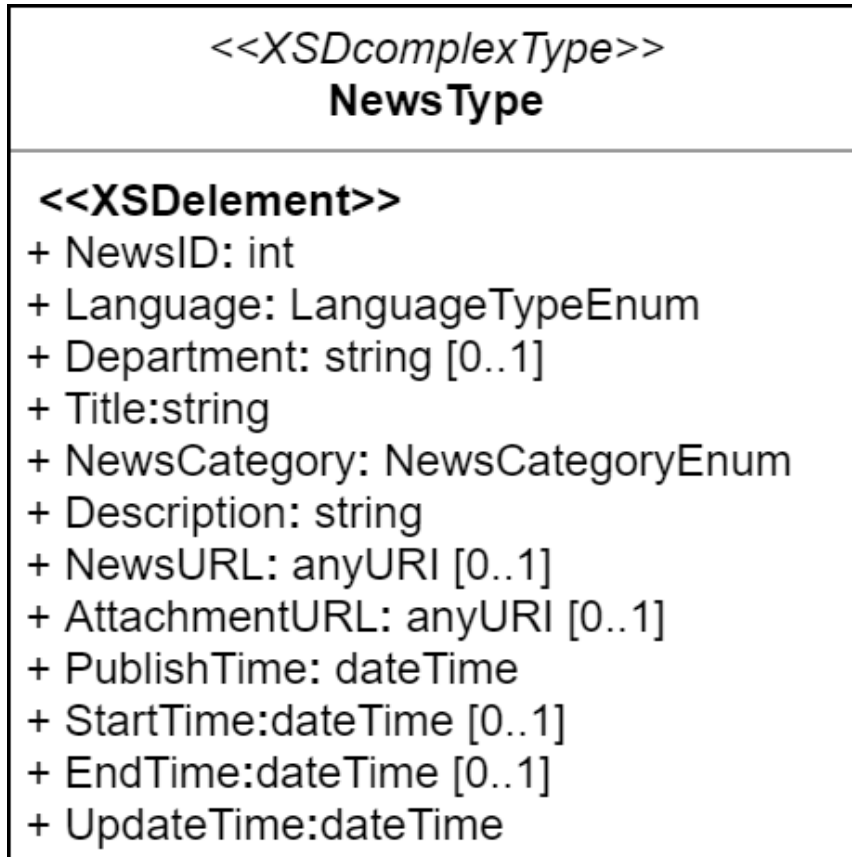 <<XSDcomplexType>>
NewsType
<<XSDelement>>
+ NewsID: int
+ Language: LanguageTypeEnum
+ Department: string [0..1]
+ Title:string
+ NewsCategory: NewsCategoryEnum
+ Description: string
+ NewsURL: anyURI [0..1]
+ AttachmentURL: anyURI [0..1]
+ PublishTime: dateTime
+ StartTime:dateTime [0..1]
+ EndTime:dateTime [0..1]
+ UpdateTime:dateTime